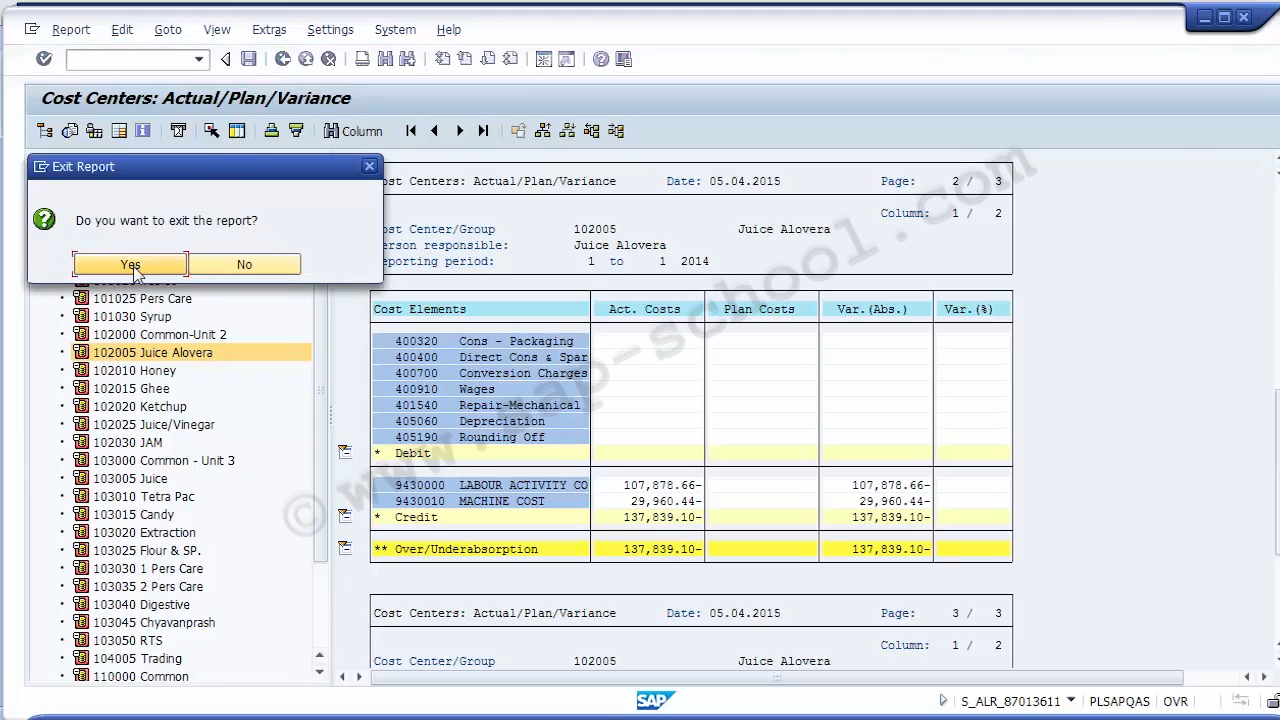 Report Edit Goto View Extras Settings System Help
Cost Centers: Actual/Plan/Variance
Column
Exit Report
Do you want to exit the report?
Yes No
101025 Pers Care
101030 Syrup
102000 Common-Unit 2
102005 Juice Alovera
102010 Honey
102015 Ghee
102020 Ketchup
102025 Juice/Vinegar
102030 JAM
103000 Common - Unit 3
103005 Juice
103010 Tetra Pac
103015 Candy
103020 Extraction
103025 Flour & SP.
103030 1 Pers Care
103035 2 Pers Care
103040 Digestive
103045 Chyavanprash
103050 RTS
104005 Trading
110000 Common
ost Centers: Actual/Plan/Variance Date: 05.04.2015 Page: 2 / 3
Column: 1 / 2
ost Center/Group 102005 Juice Alovera
erson responsible: Juice Alovera
eporting period: 1 to 1 2014
Cost Elements Act. Costs Plan Costs Var.(Abs.) Var.(%)
400320 Cons - Packaging
400400 Direct Cons & Spar
400700 Conversion Charges
400910 Wages
401540 Repair-Mechanical
405060 Depreciation
405190 Rounding Off
* Debit
9430000 LABOUR ACTIVITY CO 107,878.66- 107,878.66-
9430010 MACHINE COST 29,960.44- 29,960.44-
* Credit 137,839.10- 137,839.10-
** Over/Underabsorption 137,839.10- 137,839.10-
Cost Centers: Actual/Plan/Variance Date: 05.04.2015 Page: 3 / 3
Column: 1 / 2
Cost Center/Group 102005 Juice Alovera
© www.sap-school.com
SAP
S_ALR_87013611 PLSAPQAS OVR